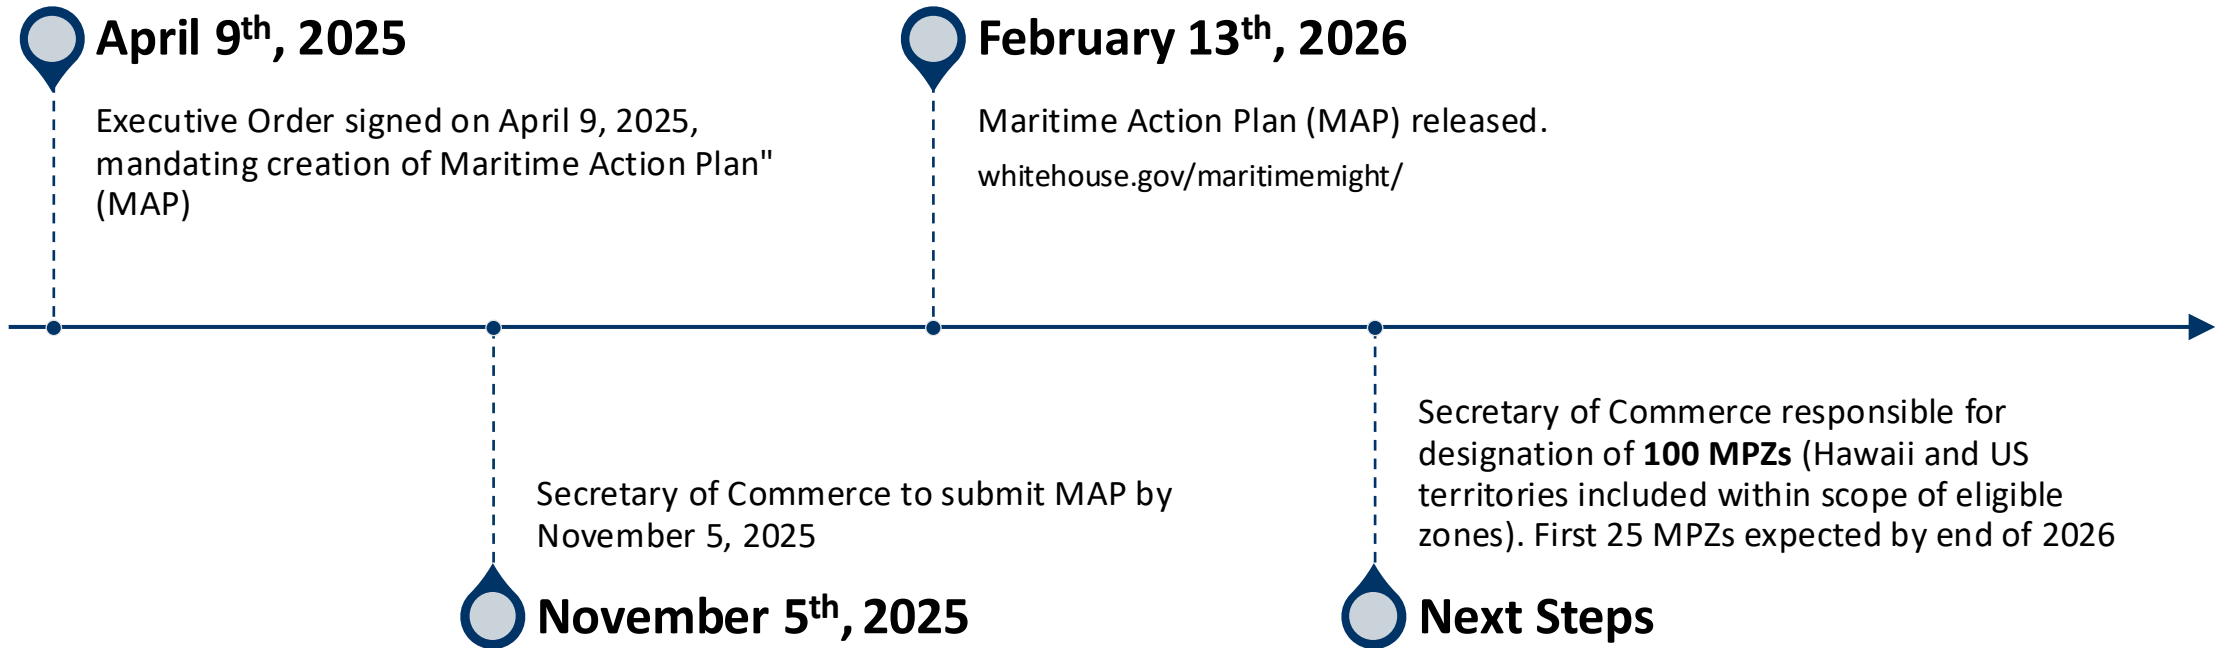 April 9th, 2025
Executive Order signed on April 9, 2025,
mandating creation of Maritime Action Plan"
(MAP)
February 13th, 2026
Maritime Action Plan (MAP) released.
whitehouse.gov/maritimemight/
Secretary of Commerce to submit MAP by
November 5, 2025
November 5th, 2025
Secretary of Commerce responsible for
designation of 100 MPZs (Hawaii and US
territories included within scope of eligible
zones). First 25 MPZs expected by end of 2026
Next Steps